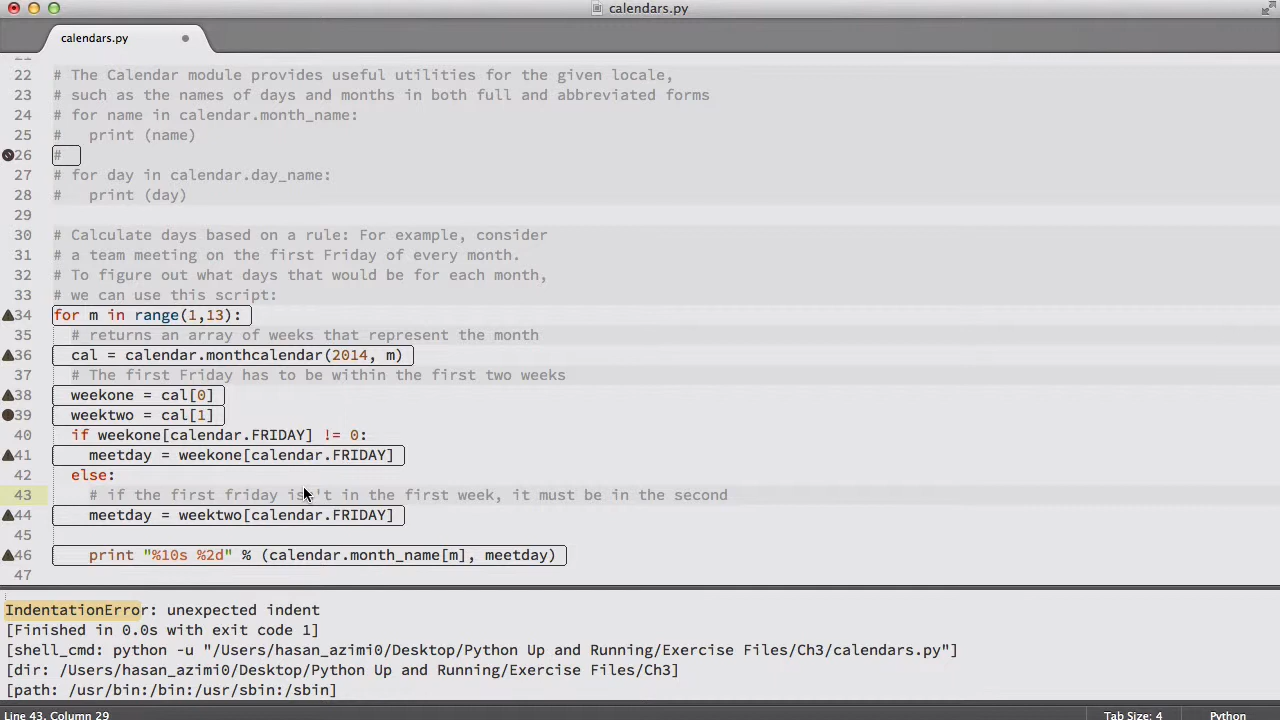 calendars.py
calendars.py
22 # The Calendar module provides useful utilities for the given locale,
23 # such as the names of days and months in both full and abbreviated forms
24 # for name in calendar.month_name:
25 #   print (name)
26 #
27 # for day in calendar.day_name:
28 #   print (day)
29
30 # Calculate days based on a rule: For example, consider
31 # a team meeting on the first Friday of every month.
32 # To figure out what days that would be for each month,
33 # we can use this script:
34 for m in range(1,13):
35   # returns an array of weeks that represent the month
36   cal = calendar.monthcalendar(2014, m)
37   # The first Friday has to be within the first two weeks
38   weekone = cal[0]
39   weektwo = cal[1]
40   if weekone[calendar.FRIDAY] != 0:
41     meetday = weekone[calendar.FRIDAY]
42   else:
43     # if the first friday isn't in the first week, it must be in the second
44     meetday = weektwo[calendar.FRIDAY]
45
46     print "%10s %2d" % (calendar.month_name[m], meetday)
47
IndentationError: unexpected indent
[Finished in 0.0s with exit code 1]
[shell_cmd: python -u "/Users/hasan_azimi0/Desktop/Python Up and Running/Exercise Files/Ch3/calendars.py"]
[dir: /Users/hasan_azimi0/Desktop/Python Up and Running/Exercise Files/Ch3]
[path: /usr/bin:/bin:/usr/sbin:/sbin]
Line 43, Column 29 Tab Size: 4 Python